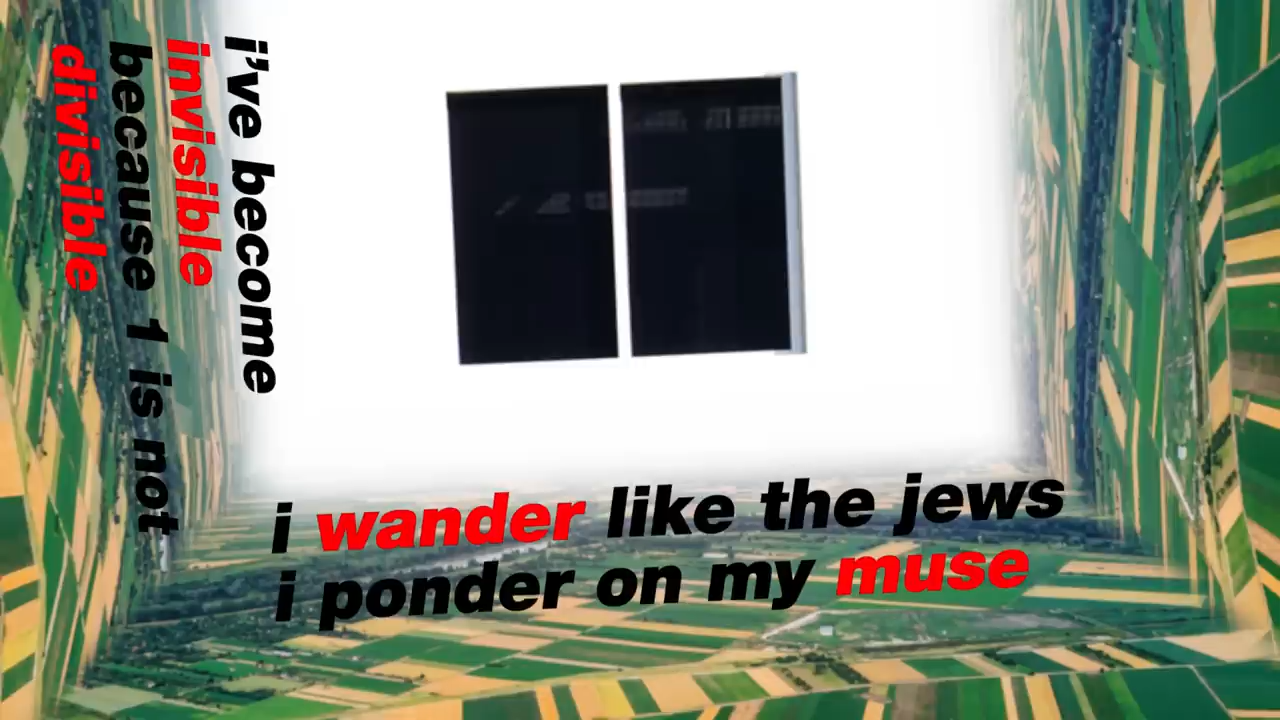 i've become
invisible
because 1 is not
divisible
i wander like the jews
i ponder on my muse